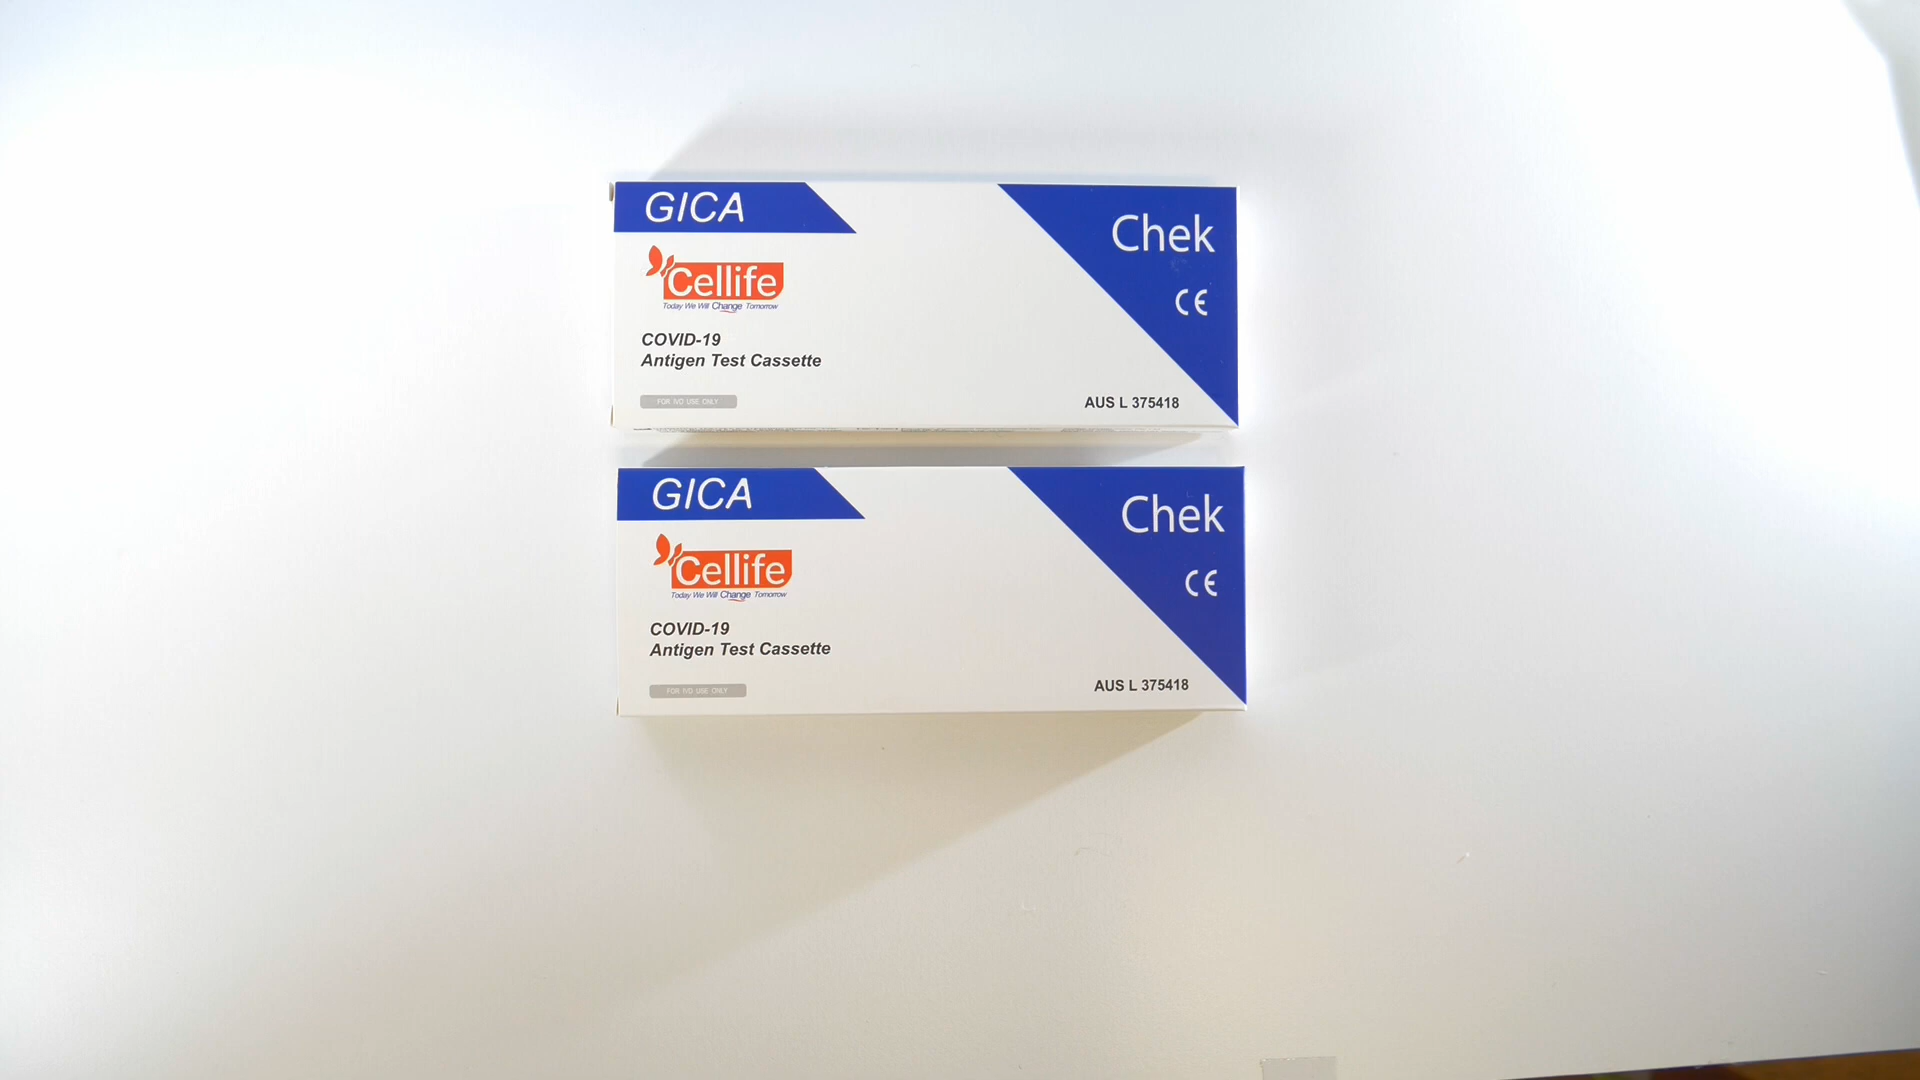 GICA
Chek
Cellife
Today We Will Change Tomorrow
CE
COVID-19
Antigen Test Cassette
FOR IVD USE ONLY
AUS L 375418
GICA
Chek
Cellife
Today We Will Change Tomorrow
CE
COVID-19
Antigen Test Cassette
FOR IVD USE ONLY
AUS L 375418